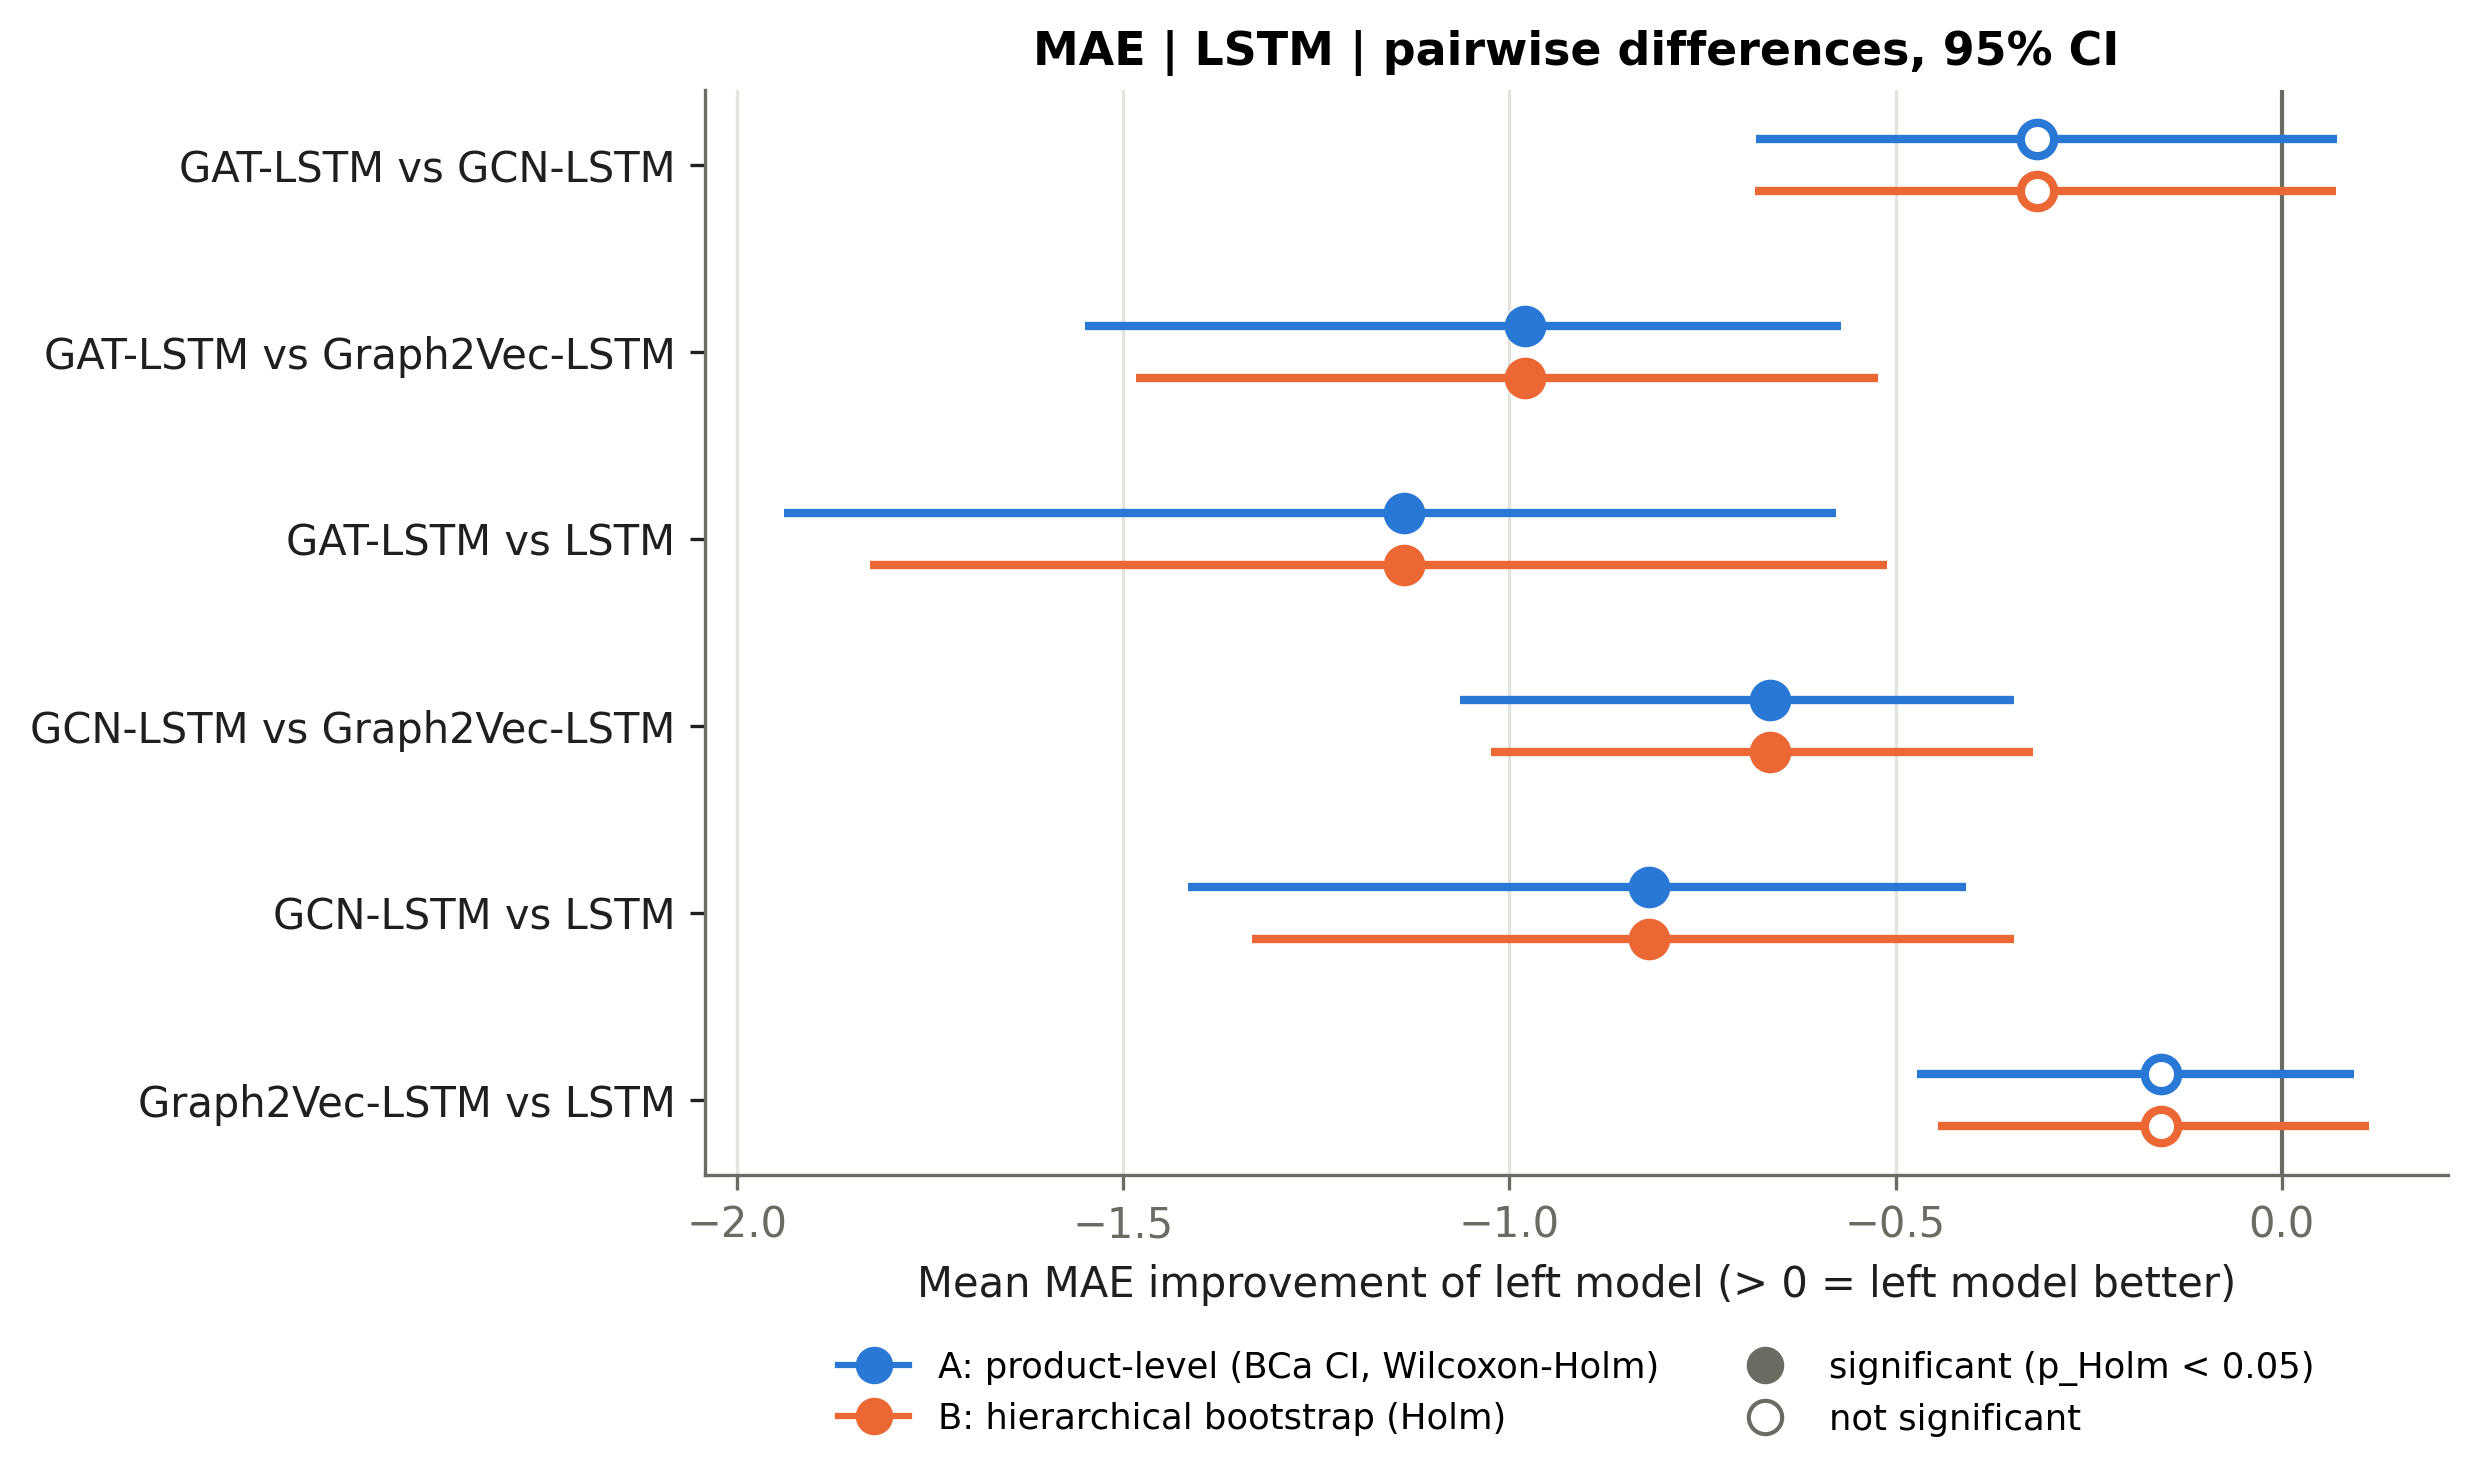 MAE | LSTM | pairwise differences, 95% CI
GAT-LSTM vs GCN-LSTM
GAT-LSTM vs Graph2Vec-LSTM
GAT-LSTM vs LSTM
GCN-LSTM vs Graph2Vec-LSTM
GCN-LSTM vs LSTM
Graph2Vec-LSTM vs LSTM
−2.0 −1.5 −1.0 −0.5 0.0
Mean MAE improvement of left model (> 0 = left model better)
A: product-level (BCa CI, Wilcoxon-Holm)
B: hierarchical bootstrap (Holm)
significant (p_Holm < 0.05)
not significant